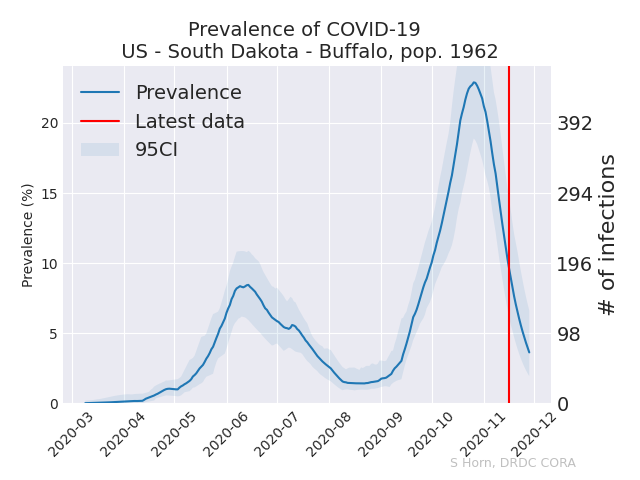 Prevalence of COVID-19
US - South Dakota - Buffalo, pop. 1962
Prevalence
Latest data
95CI
Prevalence (%)
20
15
10
5
0
392
294
196
98
0
# of infections
2020-03
2020-04
2020-05
2020-06
2020-07
2020-08
2020-09
2020-10
2020-11
2020-12
S Horn, DRDC CORA